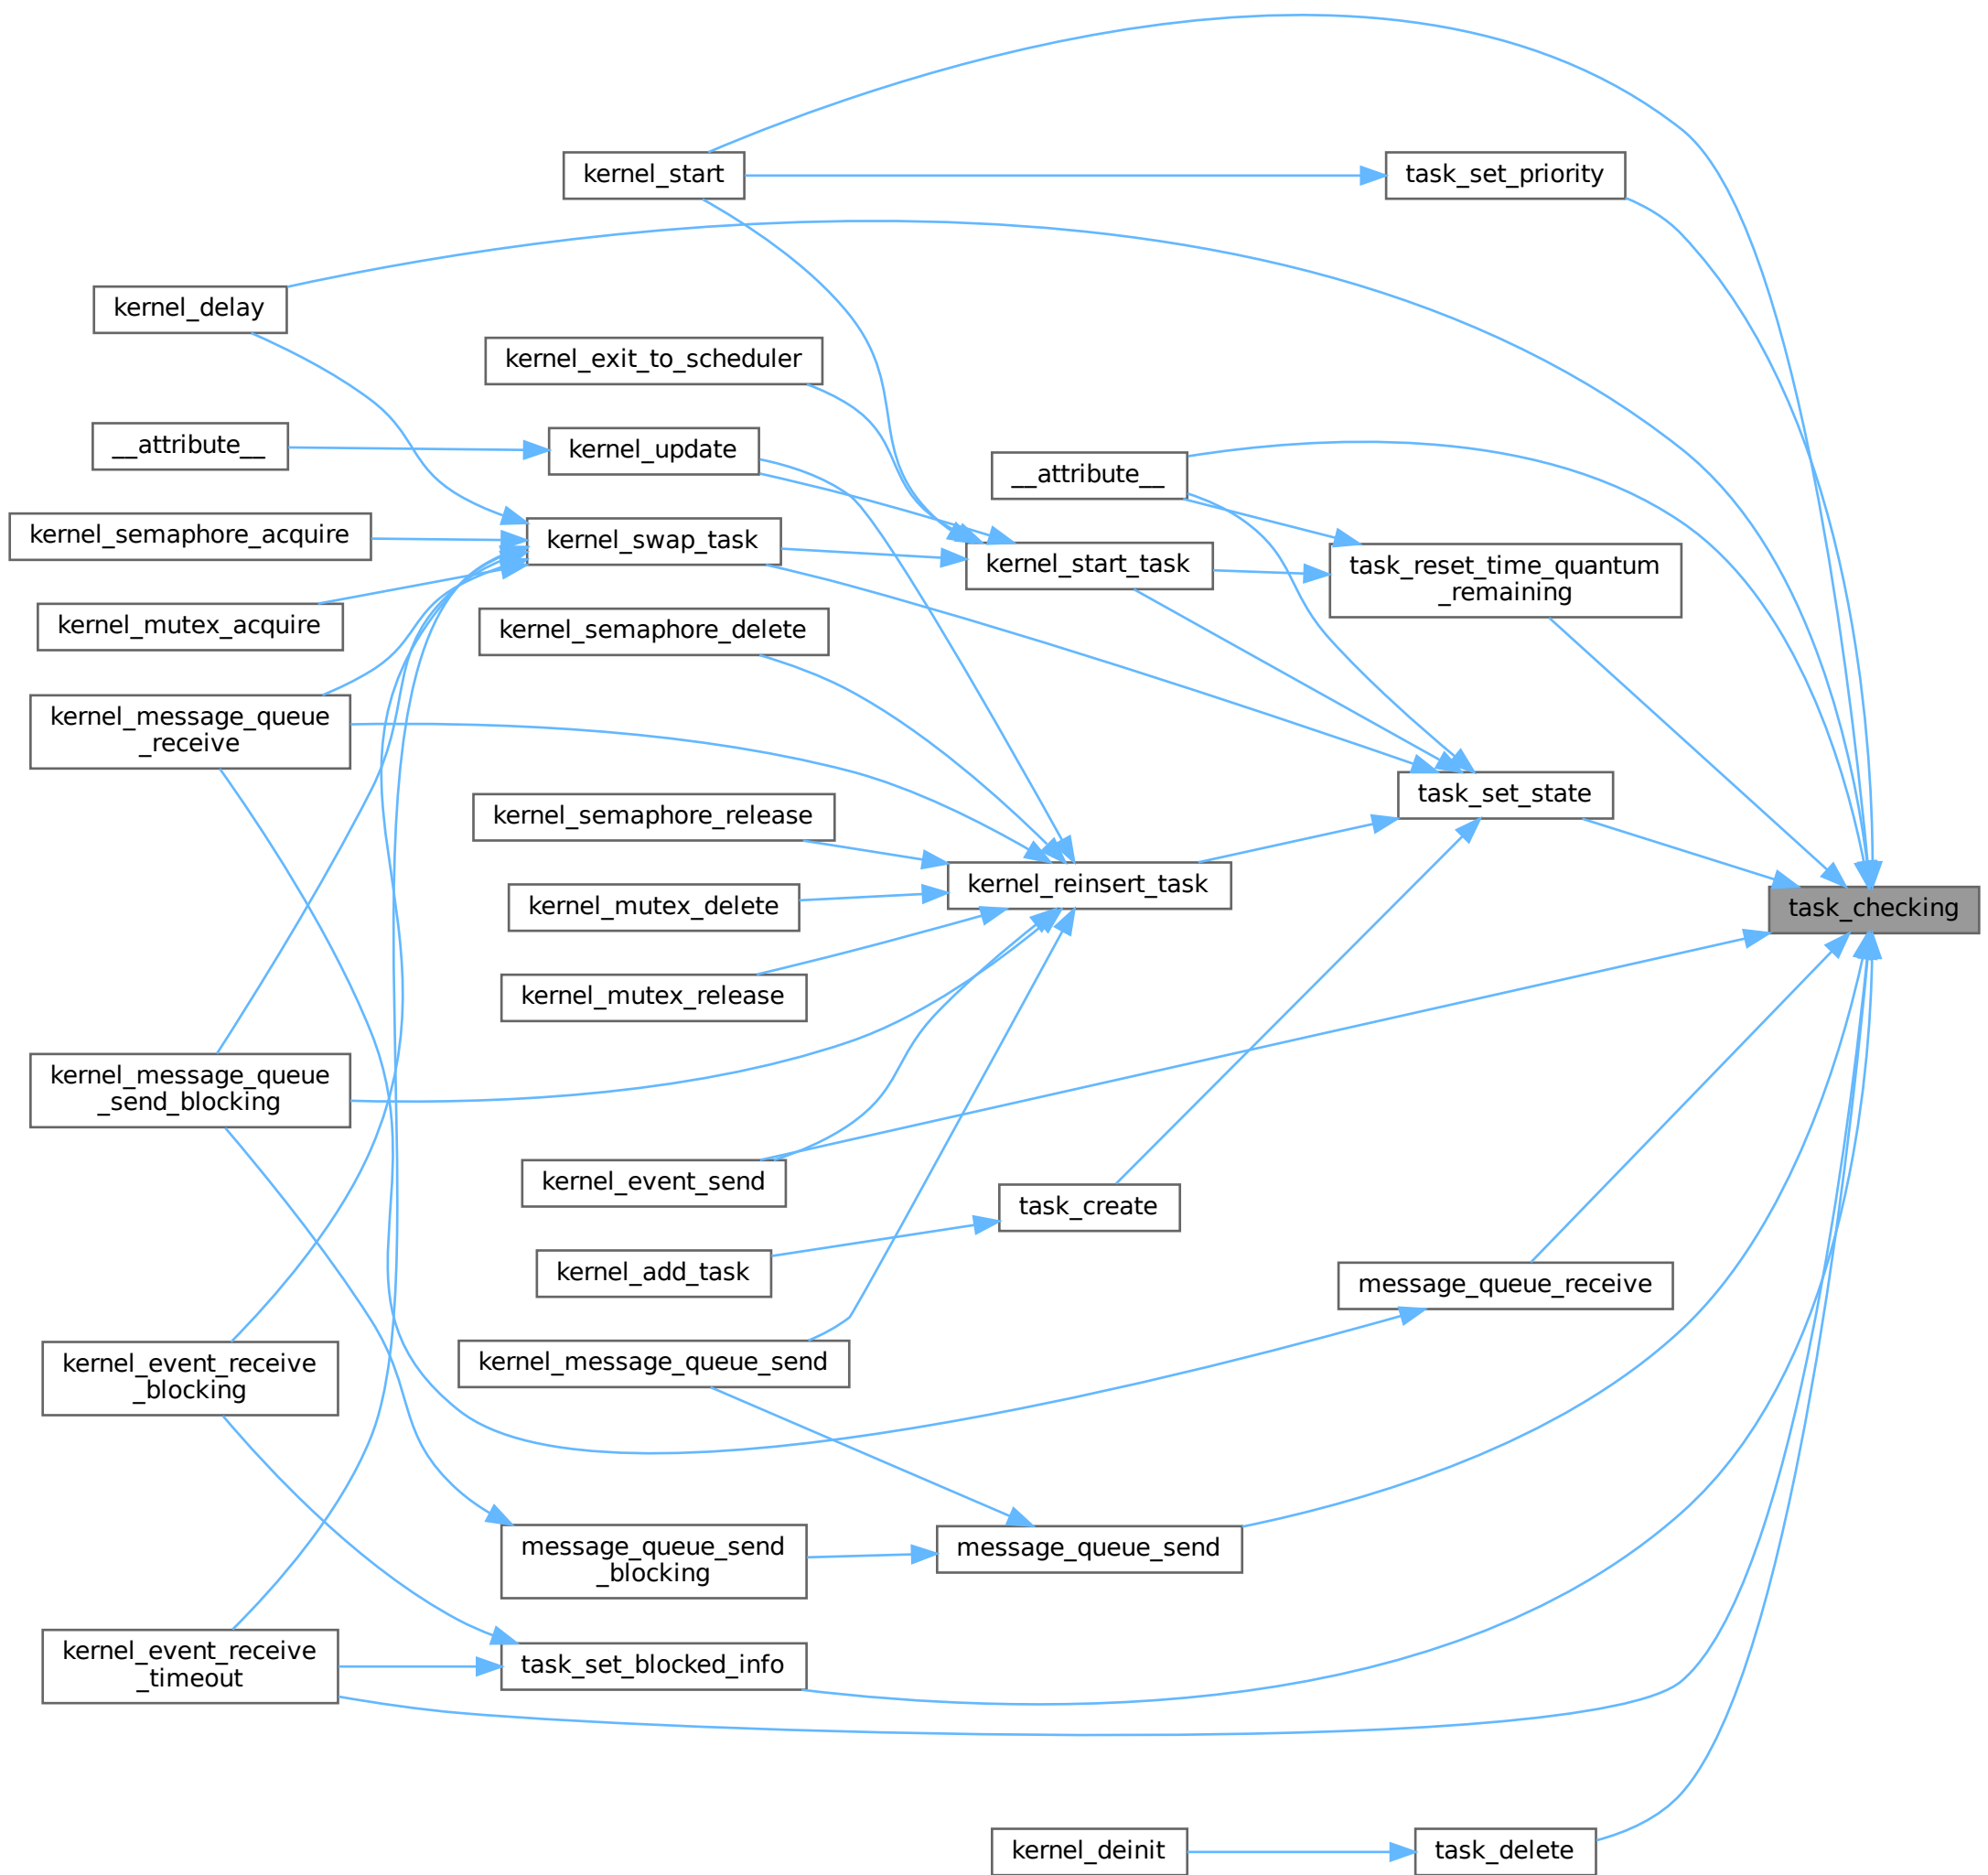 kernel_start
task_set_priority
kernel_delay
kernel_exit_to_scheduler
__attribute__
kernel_update
__attribute__
kernel_semaphore_acquire
kernel_swap_task
kernel_start_task
task_reset_time_quantum
_remaining
kernel_mutex_acquire
kernel_semaphore_delete
kernel_message_queue
_receive
task_set_state
kernel_semaphore_release
kernel_reinsert_task
task_checking
kernel_mutex_delete
kernel_mutex_release
kernel_message_queue
_send_blocking
kernel_event_send
task_create
kernel_add_task
message_queue_receive
kernel_event_receive
_blocking
kernel_message_queue_send
message_queue_send
_blocking
message_queue_send
kernel_event_receive
_timeout
task_set_blocked_info
kernel_deinit
task_delete